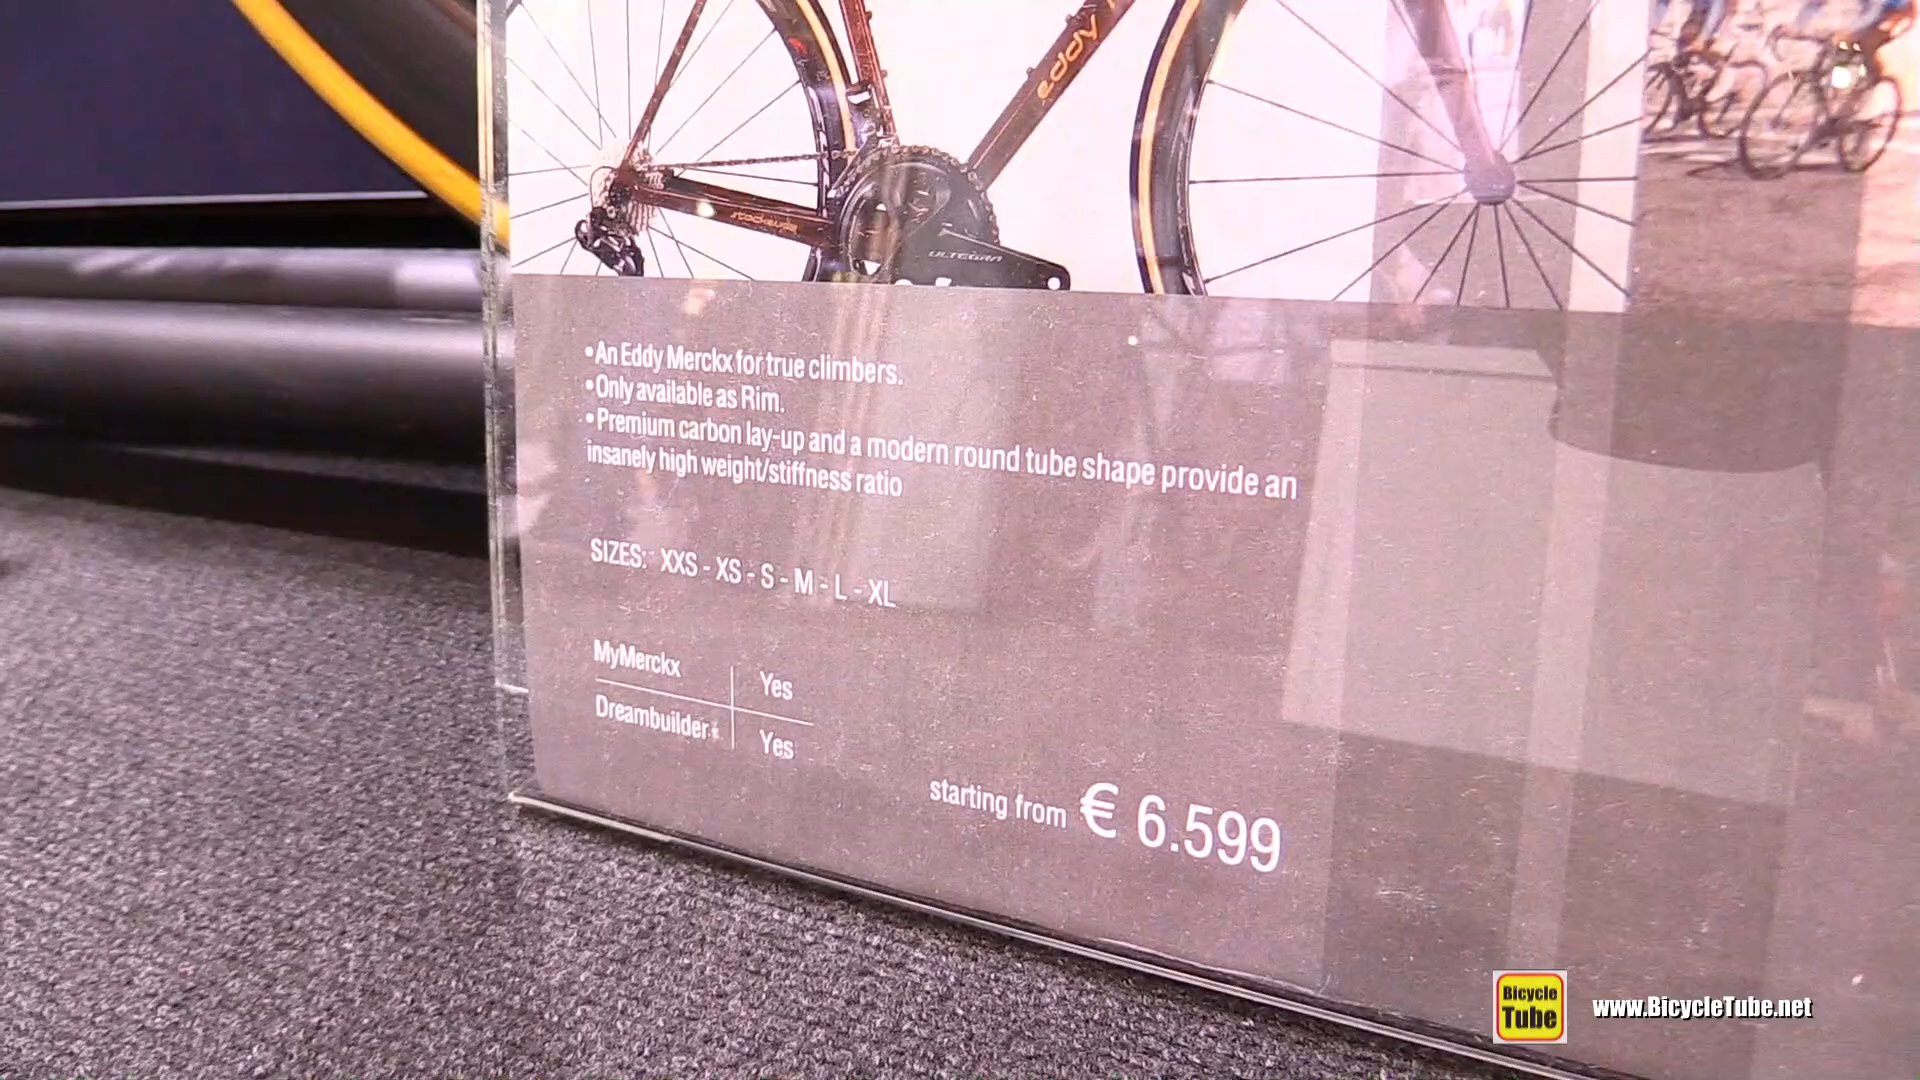 eddy
stockeu69
ULTEGRA
•An Eddy Merckx for true climbers.
•Only available as Rim.
•Premium carbon lay-up and a modern round tube shape provide an
insanely high weight/stiffness ratio
SIZES: XXS - XS - S - M - L - XL
MyMerckx Yes
Dreambuilder* Yes
starting from € 6.599
Bicycle
Tube
www.BicycleTube.net